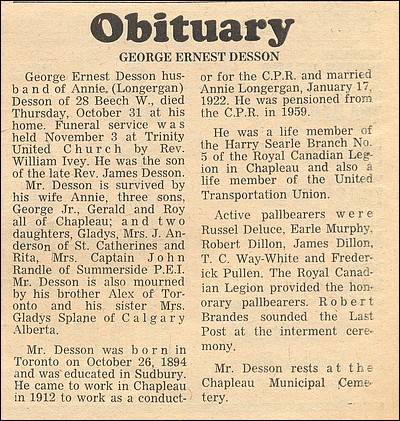 Obituary
GEORGE ERNEST DESSON
George Ernest Desson hus-
band of Annie, (Longergan)
Desson of 28 Beech W., died
Thursday, October 31 at his
home. Funeral service was
held November 3 at Trinity
United Church by Rev.
William Ivey. He was the son
of the late Rev. James Desson.
Mr. Desson is survived by
his wife Annie, three sons,
George Jr., Gerald and Roy
all of Chapleau; and two
daughters, Gladys, Mrs. J. An-
derson of St. Catherines and
Rita, Mrs. Captain John
Randle of Summerside P.E.I.
Mr. Desson is also mourned
by his brother Alex of Tor-
onto and his sister Mrs.
Gladys Splane of Calgary
Alberta.
Mr. Desson was born in
Toronto on October 26, 1894
and was educated in Sudbury.
He came to work in Chapleau
in 1912 to work as a conduct-
or for the C.P.R. and married
Annie Longergan, January 17,
1922. He was pensioned from
the C.P.R. in 1959.
He was a life member of
the Harry Searle Branch No.
5 of the Royal Canadian Leg-
ion in Chapleau and also a
life member of the United
Transportation Union.
Active pallbearers were
Russel Deluce, Earle Murphy,
Robert Dillon, James Dillon,
T. C. Way-White and Freder-
ick Pullen. The Royal Canad-
ian Legion provided the hon-
orary pallbearers. Robert
Brandes sounded the Last
Post at the interment cere-
mony.
Mr. Desson rests at the
Chapleau Municipal Ceme-
tery.